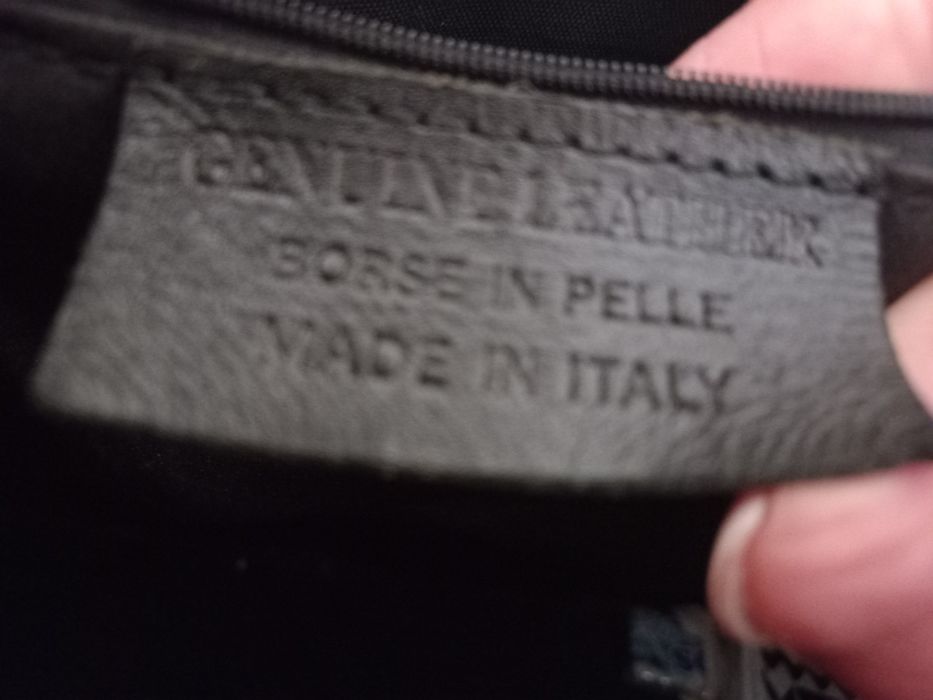 GENUINE LEATHER
BORSE IN PELLE
MADE IN ITALY